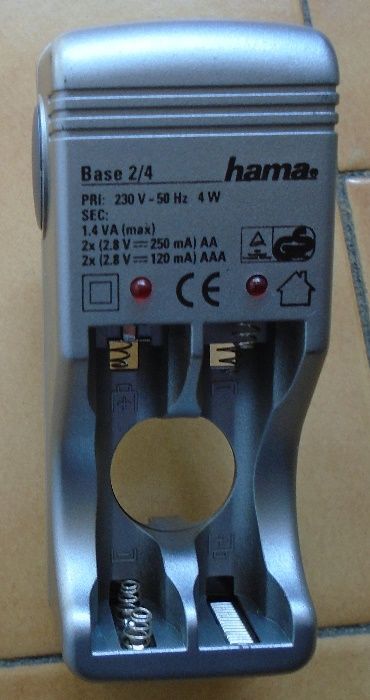 Base 2/4 hama®
PRI: 230 V~50 Hz 4 W
SEC:
1.4 VA (max)
2x (2.8 V ⎓ 250 mA) AA
2x (2.8 V ⎓ 120 mA) AAA
CE